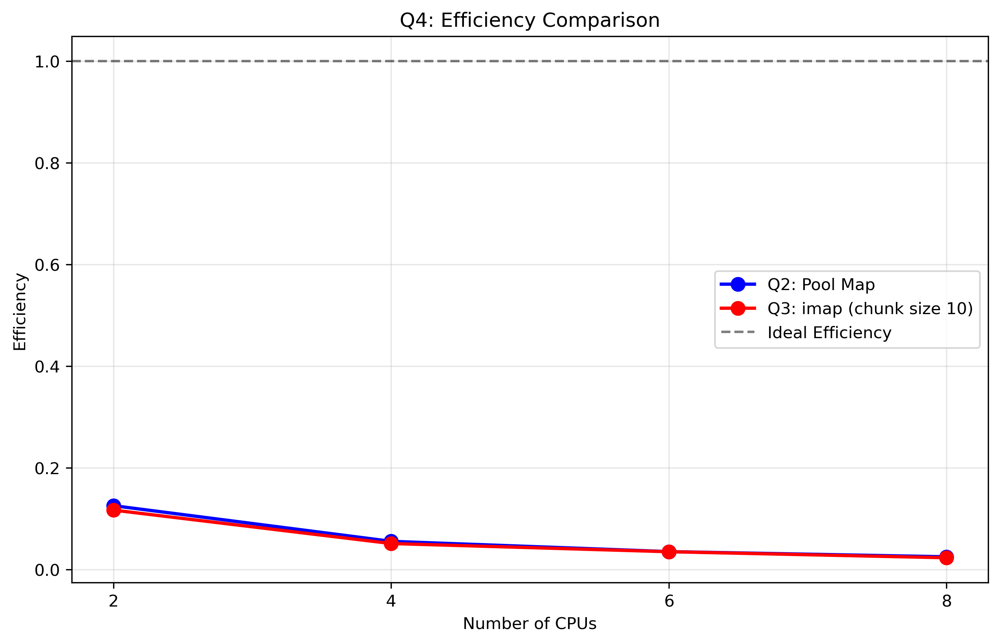 Q4: Efficiency Comparison
1.0
0.8
0.6
0.4
0.2
0.0
Efficiency
Q2: Pool Map
Q3: imap (chunk size 10)
Ideal Efficiency
2 4 6 8
Number of CPUs